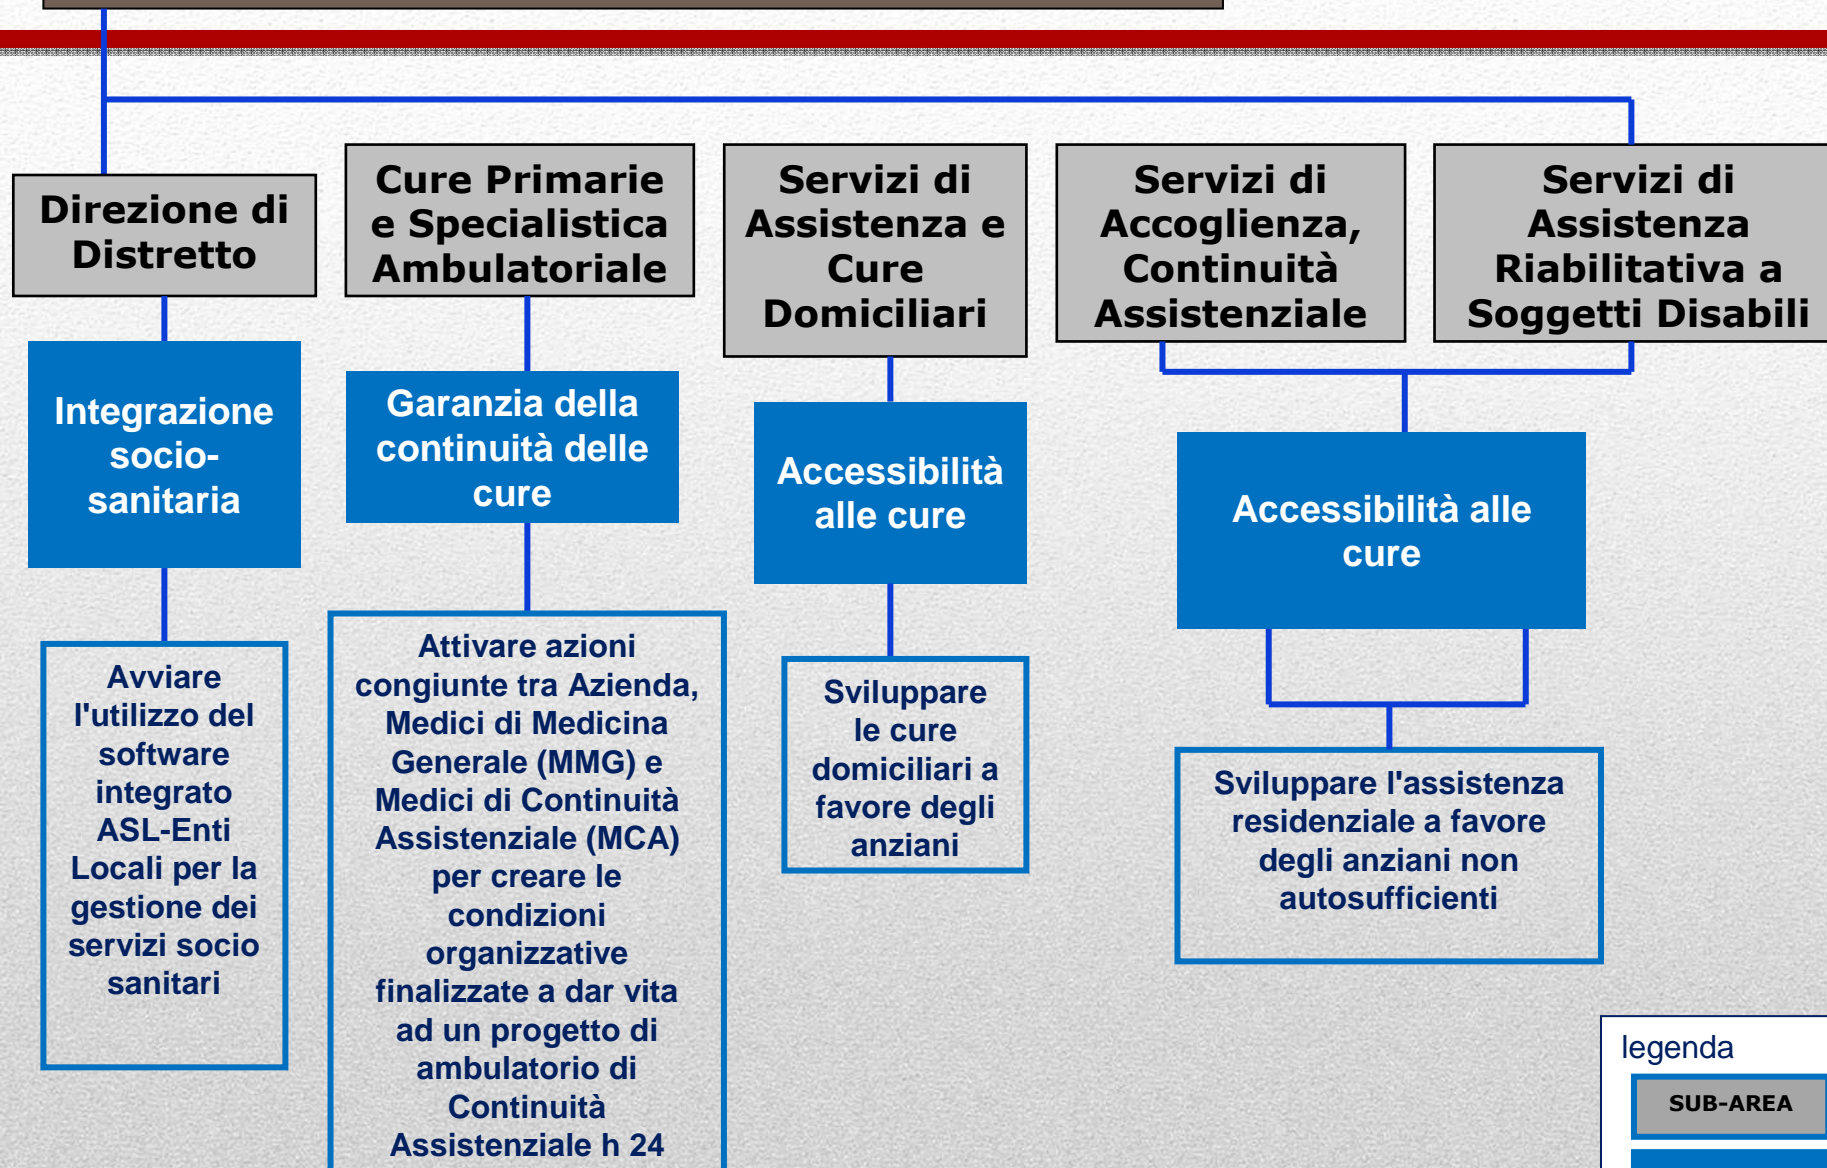 Direzione di
Distretto
Cure Primarie
e Specialistica
Ambulatoriale
Servizi di
Assistenza e
Cure
Domiciliari
Servizi di
Accoglienza,
Continuità
Assistenziale
Servizi di
Assistenza
Riabilitativa a
Soggetti Disabili
Integrazione
socio-
sanitaria
Garanzia della
continuità delle
cure
Accessibilità
alle cure
Accessibilità alle
cure
Avviare
l'utilizzo del
software
integrato
ASL-Enti
Locali per la
gestione dei
servizi socio
sanitari
Attivare azioni
congiunte tra Azienda,
Medici di Medicina
Generale (MMG) e
Medici di Continuità
Assistenziale (MCA)
per creare le
condizioni
organizzative
finalizzate a dar vita
ad un progetto di
ambulatorio di
Continuità
Assistenziale h 24
Sviluppare
le cure
domiciliari a
favore degli
anziani
Sviluppare l'assistenza
residenziale a favore
degli anziani non
autosufficienti
legenda
SUB-AREA